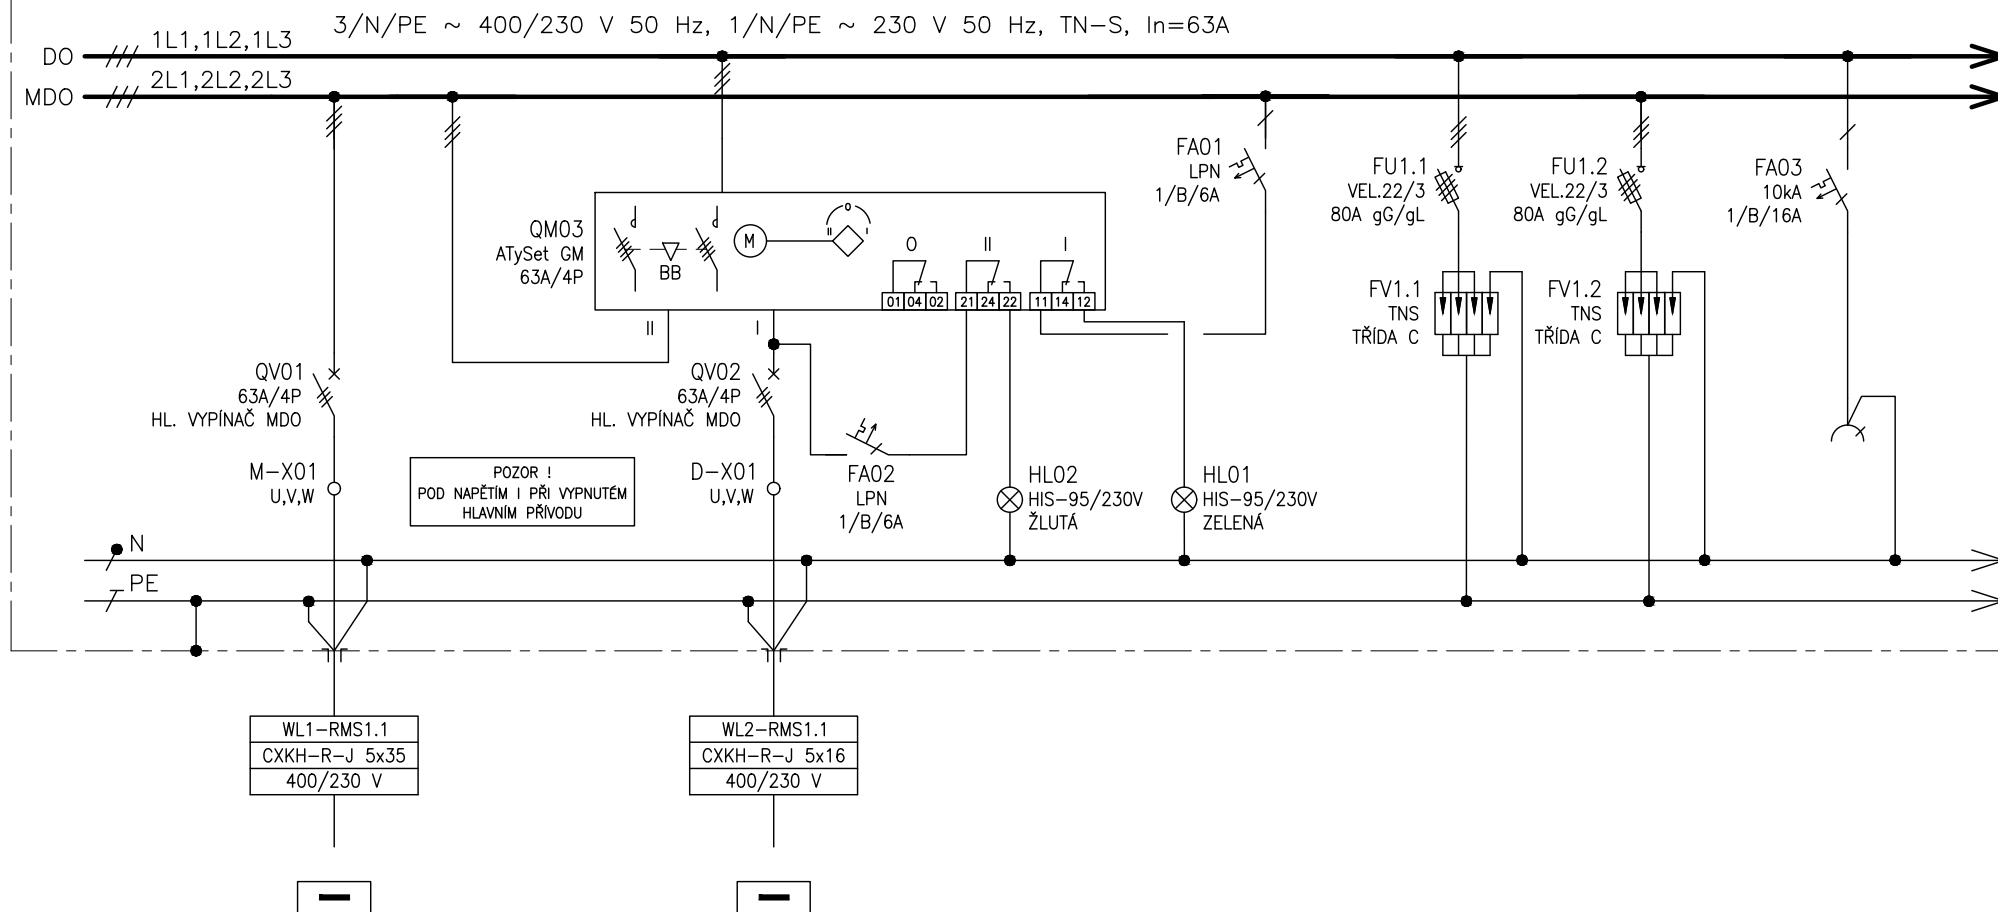 3/N/PE ~ 400/230 V 50 Hz, 1/N/PE ~ 230 V 50 Hz, TN-S, In=63A
DO
1L1,1L2,1L3
MDO
2L1,2L2,2L3
QM03
ATySet GM
63A/4P
BB
M
0
II
I
O
II
I
01 04 02
21 24 22
11 14 12
II
I
FA01
LPN
1/B/6A
FU1.1
VEL.22/3
80A gG/gL
FU1.2
VEL.22/3
80A gG/gL
FA03
10kA
1/B/16A
FV1.1
TNS
TŘÍDA C
FV1.2
TNS
TŘÍDA C
QV01
63A/4P
HL. VYPÍNAČ MDO
QV02
63A/4P
HL. VYPÍNAČ MDO
M-X01
U,V,W
POZOR !
POD NAPĚTÍM I PŘI VYPNUTÉM
HLAVNÍM PŘÍVODU
D-X01
U,V,W
FA02
LPN
1/B/6A
HL02
HIS-95/230V
ŽLUTÁ
HL01
HIS-95/230V
ZELENÁ
N
PE
WL1-RMS1.1
CXKH-R-J 5x35
400/230 V
WL2-RMS1.1
CXKH-R-J 5x16
400/230 V